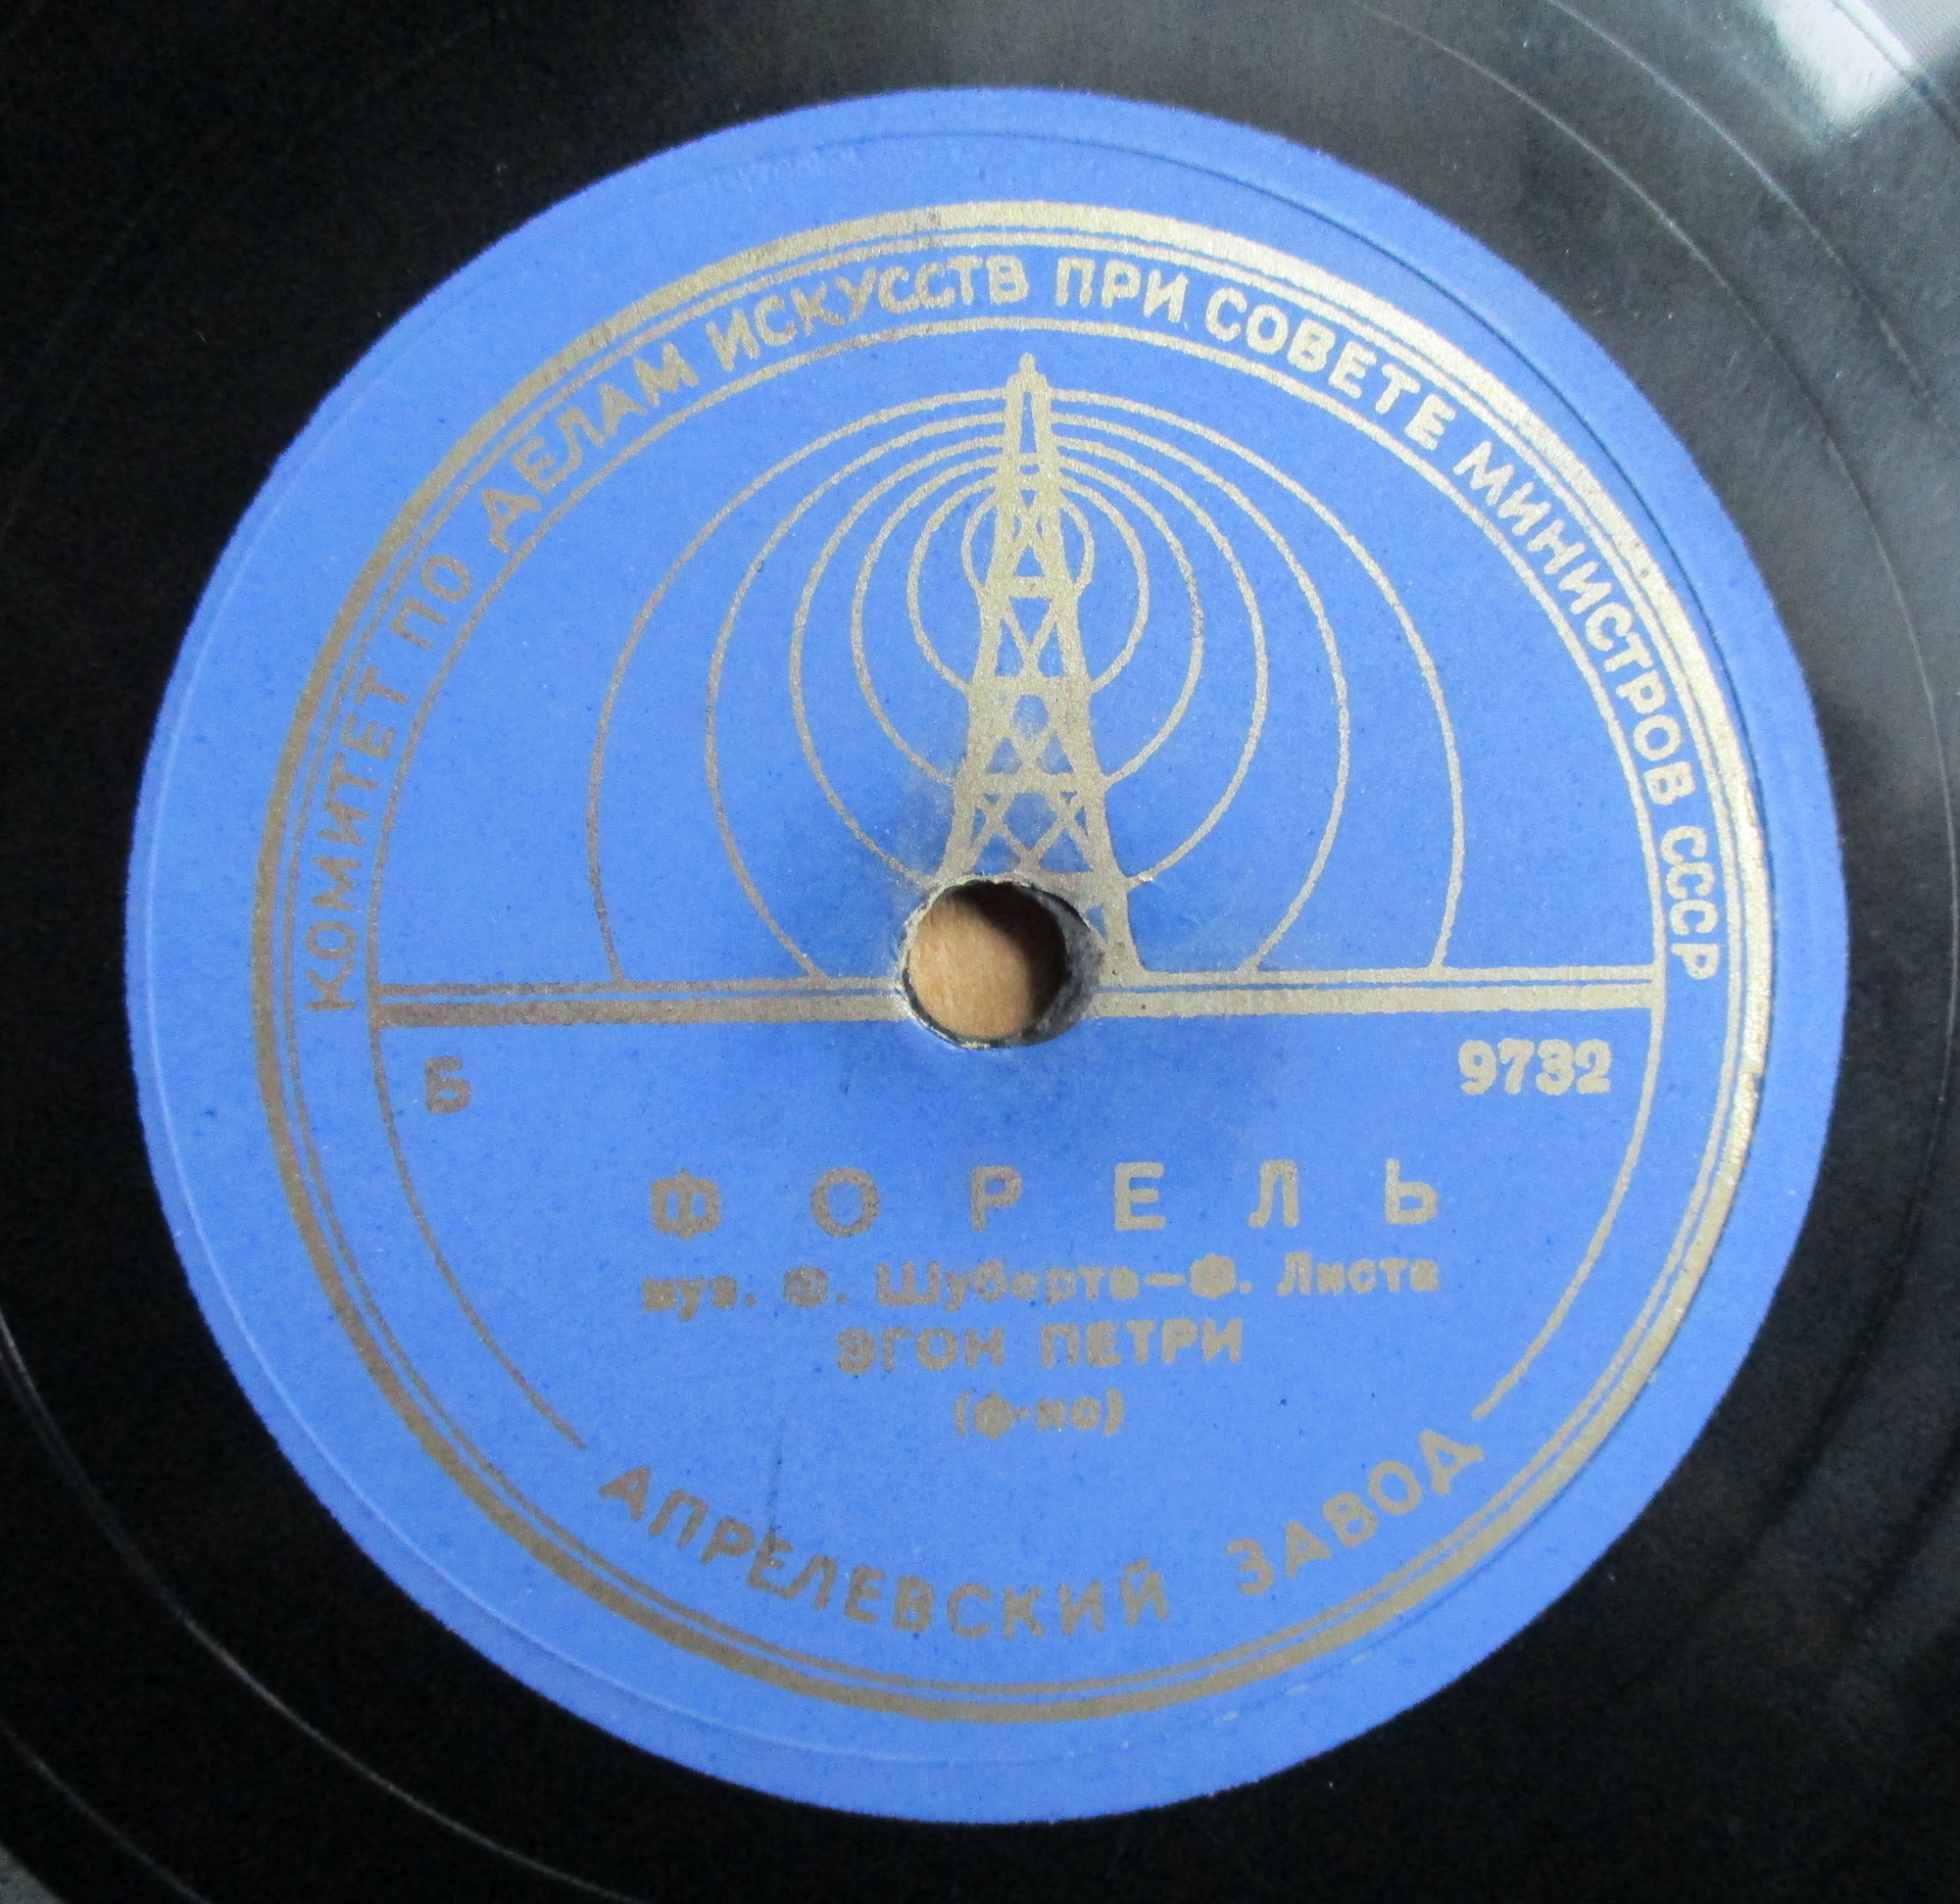 КОМИТЕТ ПО ДЕЛАМ ИСКУССТВ ПРИ СОВЕТЕ МИНИСТРОВ СССР
Б 9732
ФОРЕЛЬ
муз. Ф. Шуберта—Ф. Листа
ЭГОН ПЕТРИ
(ф-но)
АПРЕЛЕВСКИЙ ЗАВОД